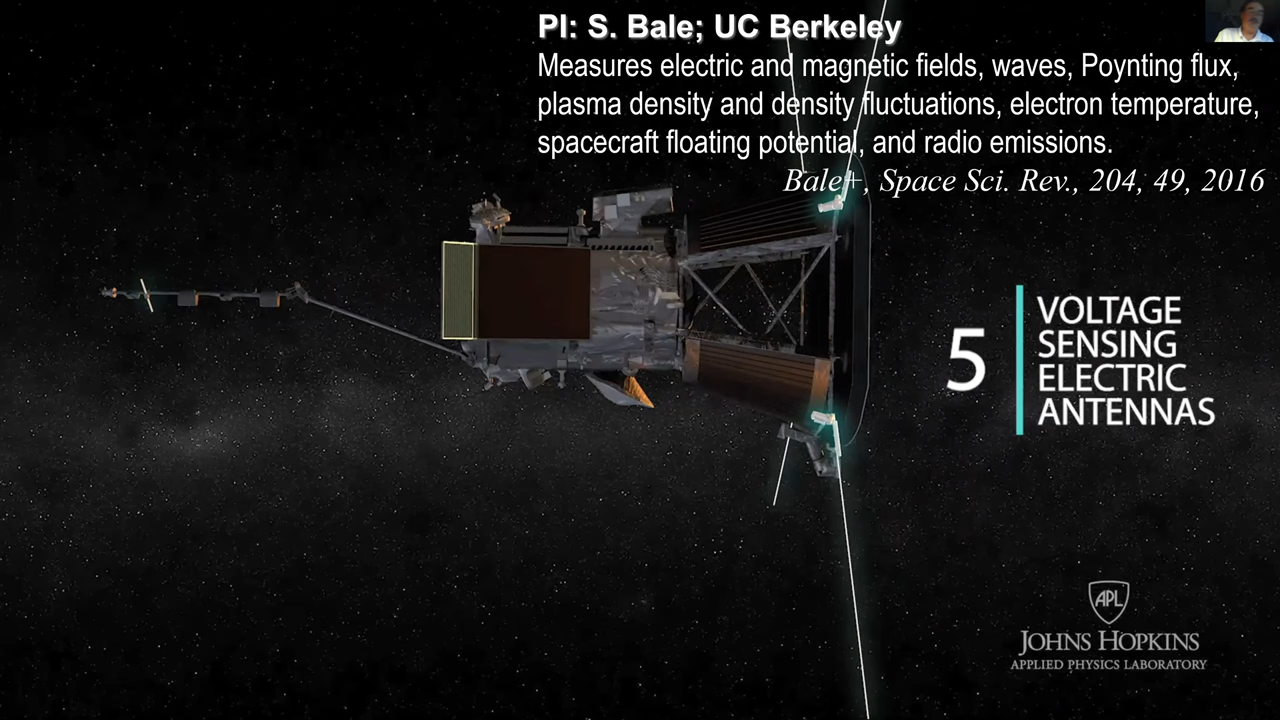 PI: S. Bale; UC Berkeley
Measures electric and magnetic fields, waves, Poynting flux,
plasma density and density fluctuations, electron temperature,
spacecraft floating potential, and radio emissions.
Bale+, Space Sci. Rev., 204, 49, 2016
5
VOLTAGE
SENSING
ELECTRIC
ANTENNAS
APL
JOHNS HOPKINS
APPLIED PHYSICS LABORATORY